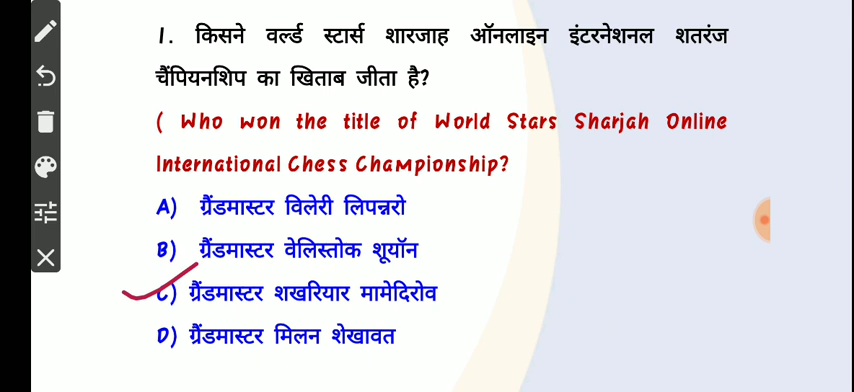 1. किसने वर्ल्ड स्टार्स शारजाह ऑनलाइन इंटरनेशनल शतरंज
चैंपियनशिप का खिताब जीता है?
( Who won the title of World Stars Sharjah Online
International Chess Championship?
A) ग्रैंडमास्टर विलेरी लिपन्नरो
B) ग्रैंडमास्टर वेलिस्तोक शूयॉन
C) ग्रैंडमास्टर शखरियार मामेदिरोव
D) ग्रैंडमास्टर मिलन शेखावत